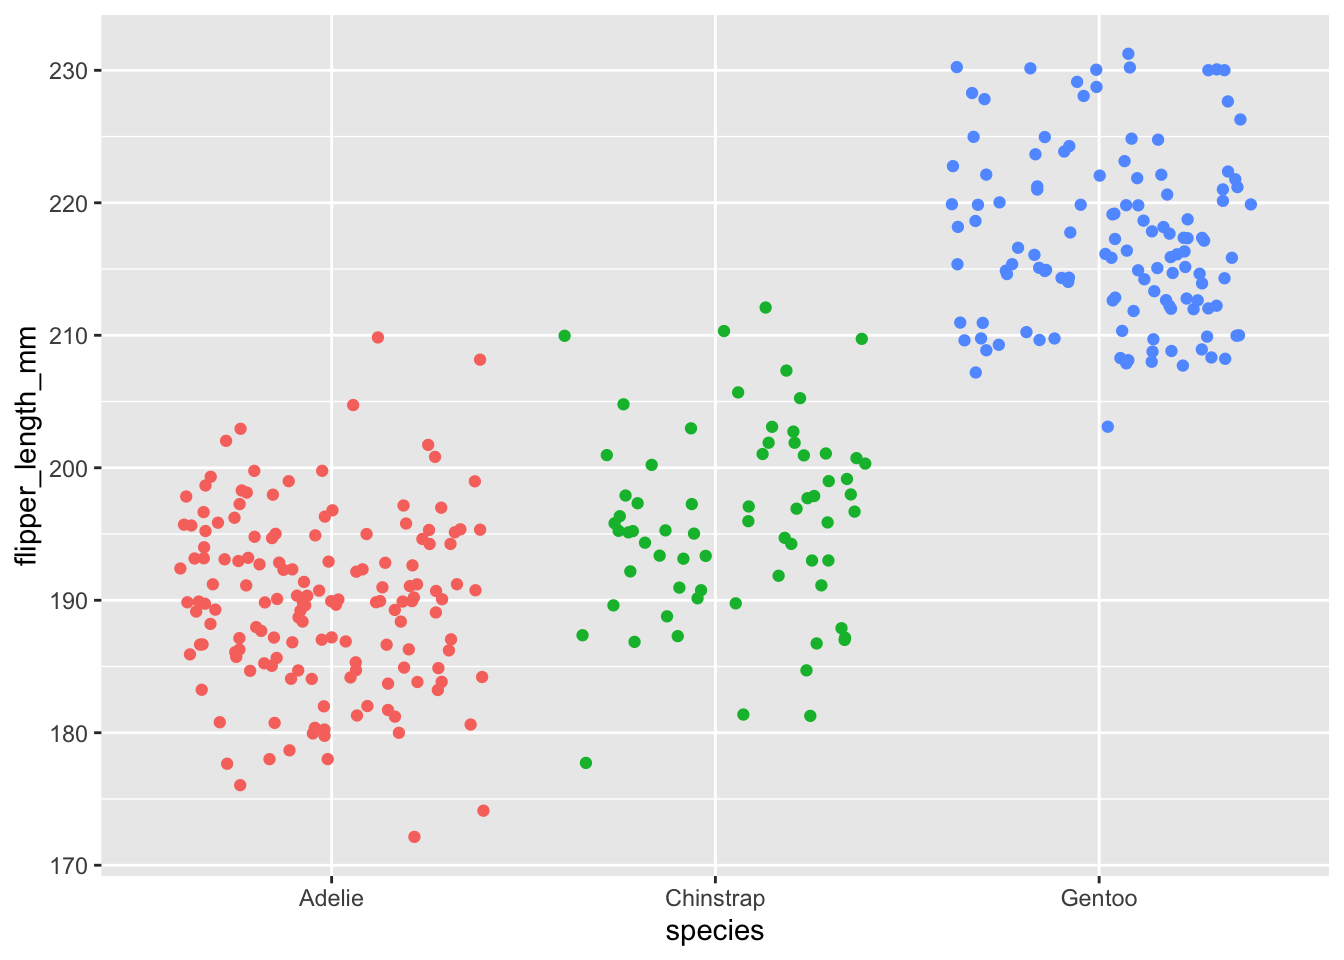 flipper_length_mm
230
220
210
200
190
180
170
Adelie
Chinstrap
Gentoo
species